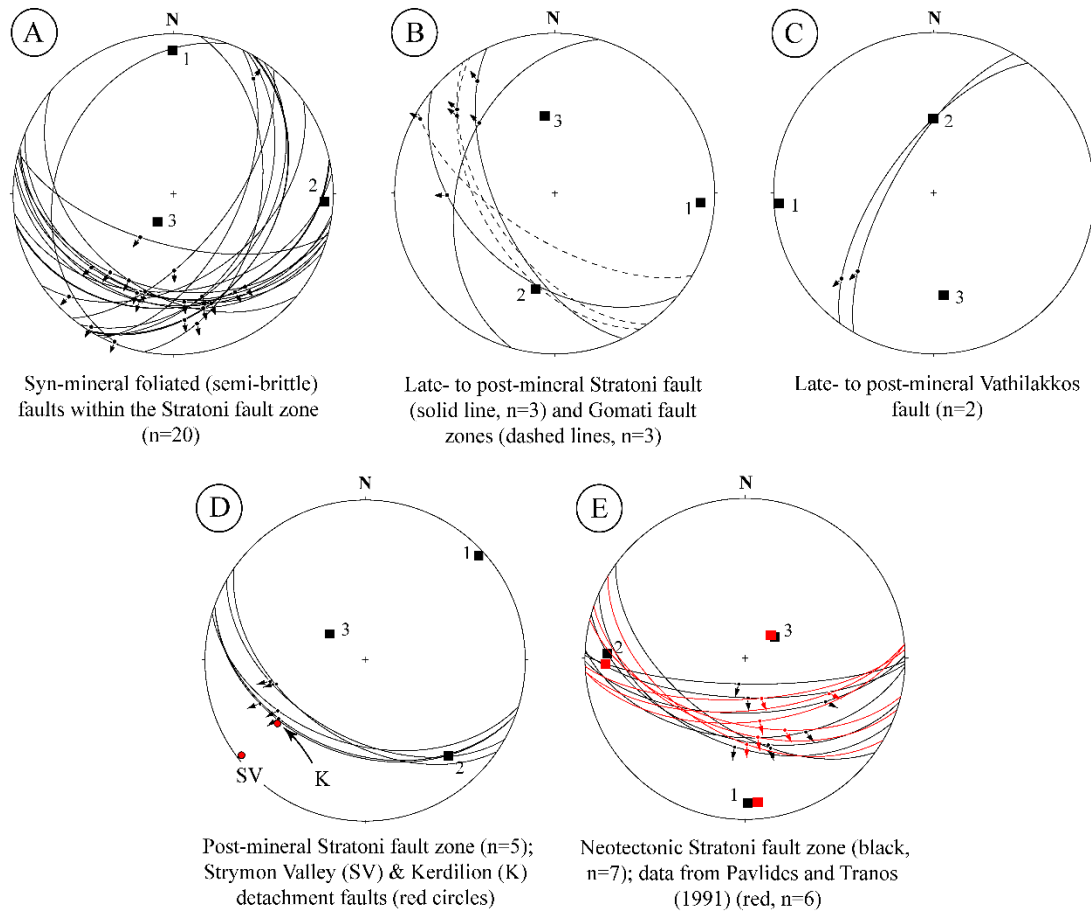 A
N
1
2
3
Syn-mineral foliated (semi-brittle)
faults within the Stratoni fault zone
(n=20)
B
N
3
1
2
Late- to post-mineral Stratoni fault
(solid line, n=3) and Gomati fault
zones (dashed lines, n=3)
C
N
2
1
3
Late- to post-mineral Vathilakkos
fault (n=2)
D
N
1
3
2
SV
K
Post-mineral Stratoni fault zone (n=5);
Strymon Valley (SV) & Kerdilion (K)
detachment faults (red circles)
E
N
3
2
1
Neotectonic Stratoni fault zone (black,
n=7); data from Pavlides and Tranos
(1991) (red, n=6)